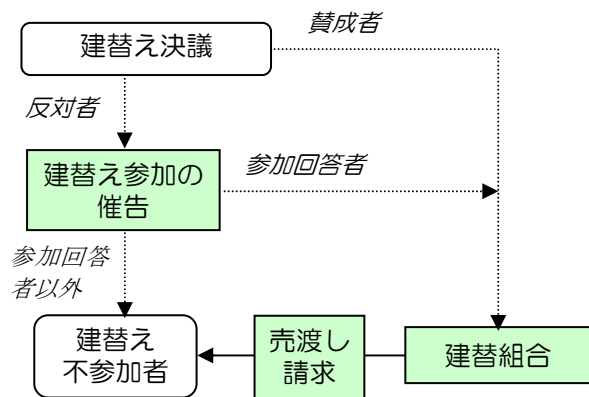 建替え決議
賛成者
反対者
建替え参加の
催告
参加回答者
参加回答
者以外
建替え
不参加者
売渡し
請求
建替組合